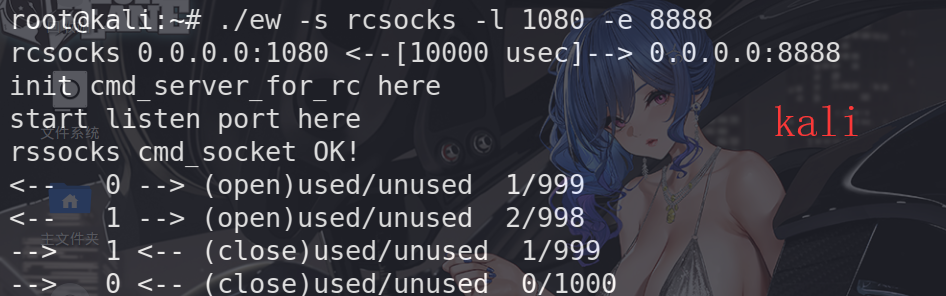 root@kali:~# ./ew -s rcsocks -l 1080 -e 8888
rcsocks 0.0.0.0:1080 <--[10000 usec]--> 0.0.0.0:8888
init cmd_server_for_rc here
start listen port here
kali
文件系统
rssocks cmd_socket OK!
<--   0 --> (open)used/unused  1/999
<--   1 --> (open)used/unused  2/998
主文件夹
-->   1 <-- (close)used/unused  1/999
-->   0 <-- (close)used/unused  0/1000